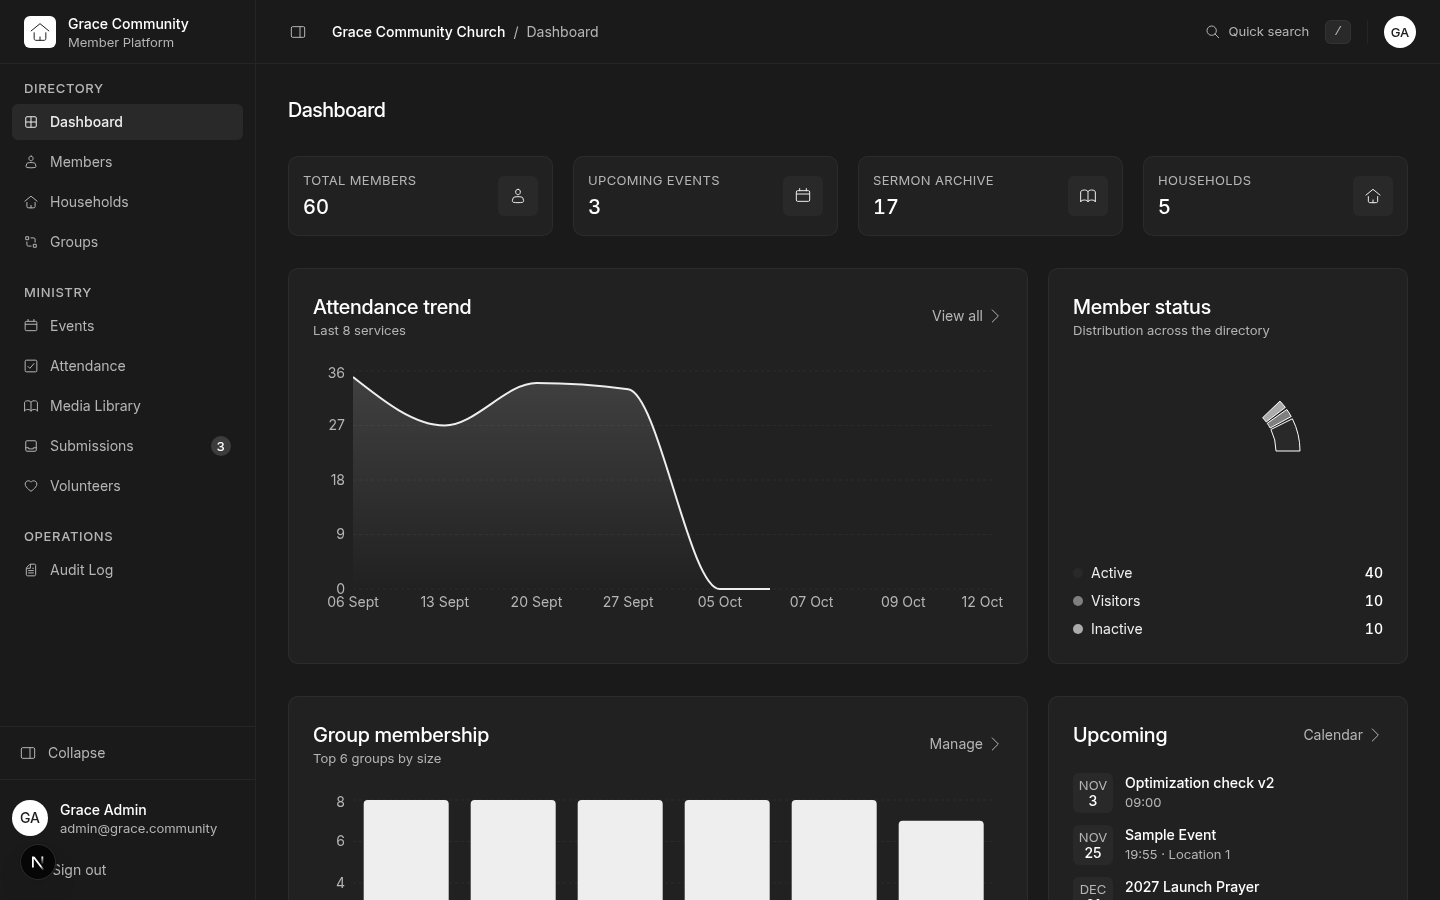 Grace Community
Member Platform
Grace Community Church / Dashboard
Quick search /
GA
DIRECTORY
Dashboard
Members
Households
Groups
MINISTRY
Events
Attendance
Media Library
Submissions 3
Volunteers
OPERATIONS
Audit Log
Collapse
GA
Grace Admin
admin@grace.community
N
Sign out
Dashboard
TOTAL MEMBERS
60
UPCOMING EVENTS
3
SERMON ARCHIVE
17
HOUSEHOLDS
5
Attendance trend
Last 8 services
View all
36
27
18
9
0
06 Sept 13 Sept 20 Sept 27 Sept 05 Oct 07 Oct 09 Oct 12 Oct
Member status
Distribution across the directory
Active 40
Visitors 10
Inactive 10
Group membership
Top 6 groups by size
Manage
8
6
4
Upcoming
Calendar
NOV
3
Optimization check v2
09:00
NOV
25
Sample Event
19:55 · Location 1
DEC
2027 Launch Prayer